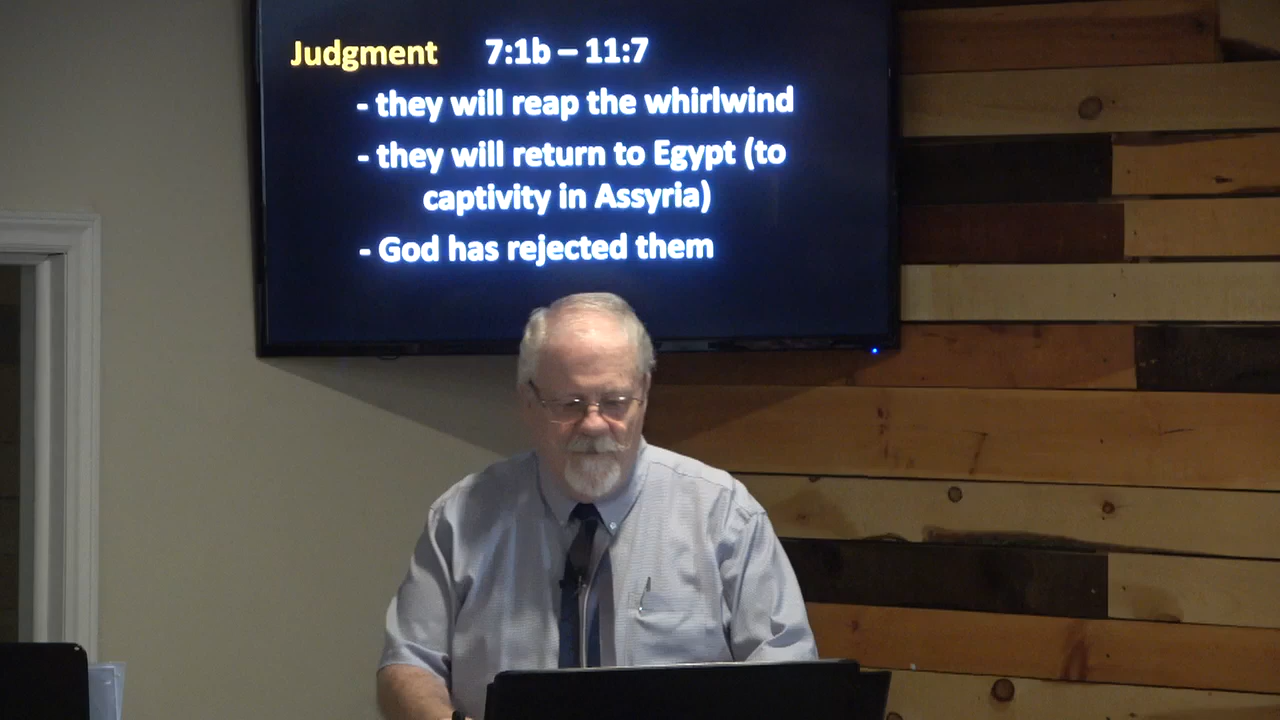 Judgment 7:1b – 11:7
- they will reap the whirlwind
- they will return to Egypt (to
captivity in Assyria)
- God has rejected them